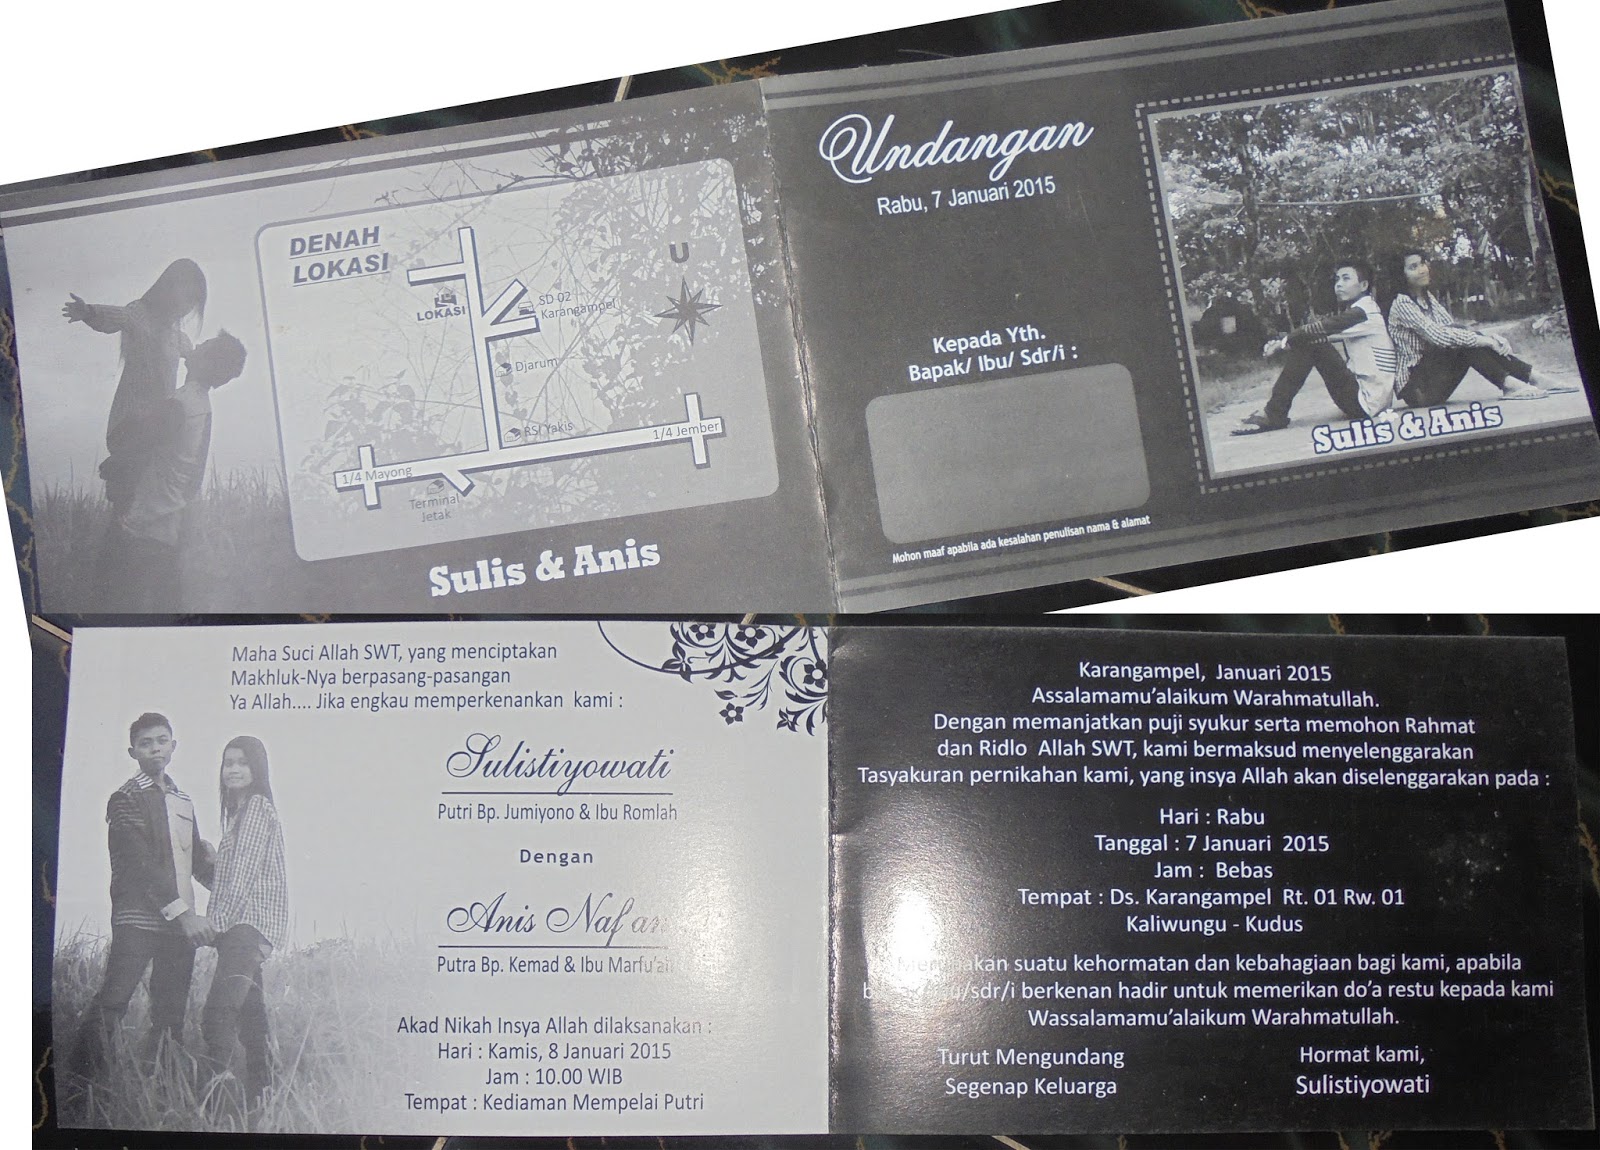 DENAH
LOKASI
U
LOKASI
SD 02
Karangampel
Djarum
RSI Yakis
1/4 Jember
1/4 Mayong
Terminal
Jetak
Sulis & Anis
Undangan
Rabu, 7 Januari 2015
Kepada Yth.
Bapak/ Ibu/ Sdr/i :
Mohon maaf apabila ada kesalahan penulisan nama & alamat
Sulis & Anis
Maha Suci Allah SWT, yang menciptakan
Makhluk-Nya berpasang-pasangan
Ya Allah.... Jika engkau memperkenankan kami :
Sulistiyowati
Putri Bp. Jumiyono & Ibu Romlah
Dengan
Anis
Putra Bp. Kemad & Ibu Marfu'ah
Akad Nikah Insya Allah dilaksanakan :
Hari : Kamis, 8 Januari 2015
Jam : 10.00 WIB
Tempat : Kediaman Mempelai Putri
Karangampel, Januari 2015
Assalamamu'alaikum Warahmatullah.
Dengan memanjatkan puji syukur serta memohon Rahmat
dan Ridlo Allah SWT, kami bermaksud menyelenggarakan
Tasyakuran pernikahan kami, yang insya Allah akan diselenggarakan pada :
Hari : Rabu
Tanggal : 7 Januari 2015
Jam : Bebas
Tempat : Ds. Karangampel Rt. 01 Rw. 01
Kaliwungu - Kudus
suatu kehormatan dan kebahagiaan bagi kami, apabila
berkenan hadir untuk memerikan do'a restu kepada kami
Wassalamamu'alaikum Warahmatullah.
Turut Mengundang
Segenap Keluarga
Hormat kami,
Sulistiyowati